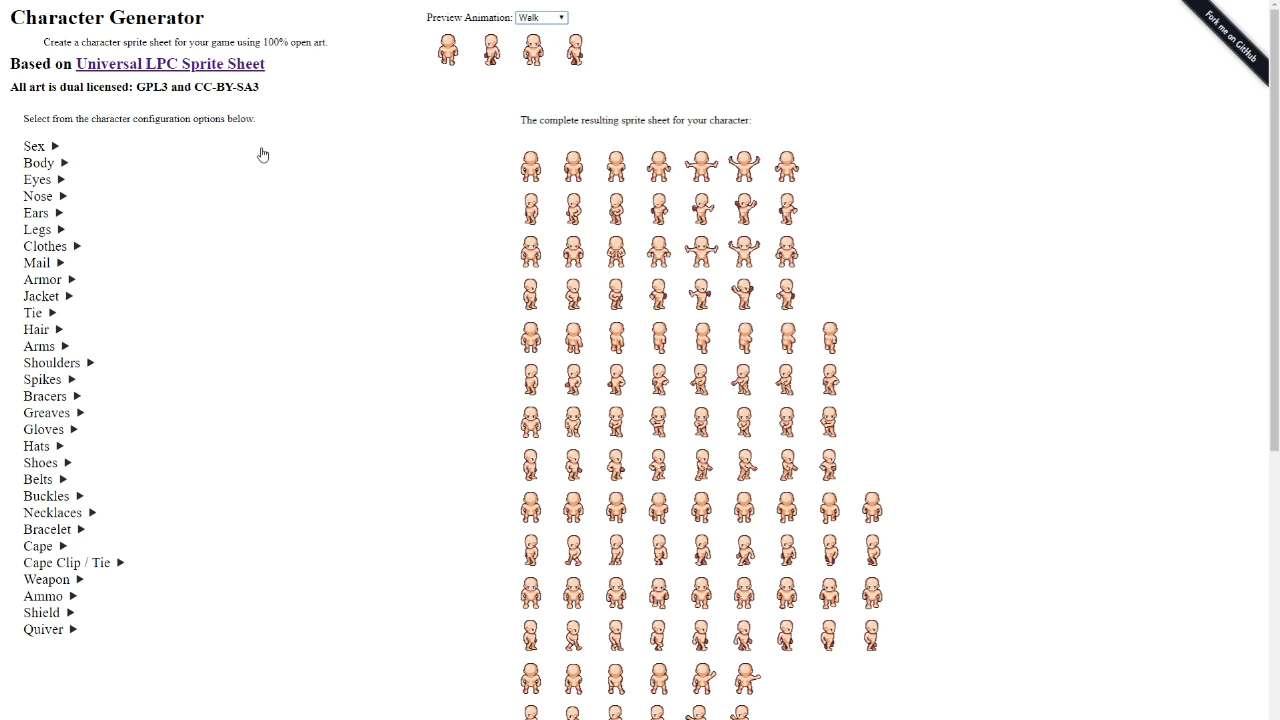 Character Generator
Create a character sprite sheet for your game using 100% open art.
Based on Universal LPC Sprite Sheet
All art is dual licensed: GPL3 and CC-BY-SA3
Preview Animation: Walk
Fork me on GitHub
Select from the character configuration options below.
The complete resulting sprite sheet for your character:
Sex
Body
Eyes
Nose
Ears
Legs
Clothes
Mail
Armor
Jacket
Tie
Hair
Arms
Shoulders
Spikes
Bracers
Greaves
Gloves
Hats
Shoes
Belts
Buckles
Necklaces
Bracelet
Cape
Cape Clip / Tie
Weapon
Ammo
Shield
Quiver